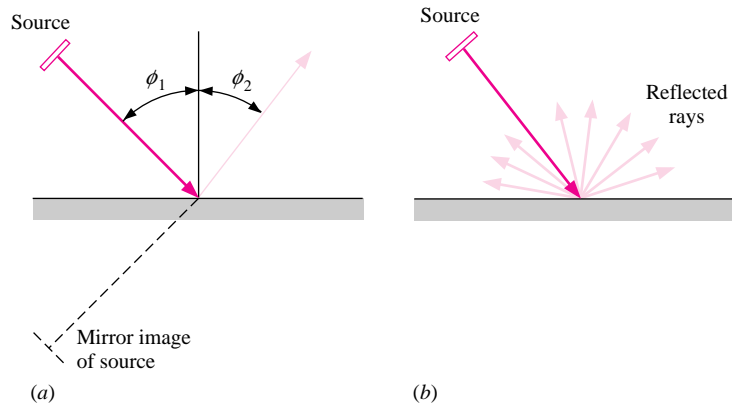 Source
ϕ1
ϕ2
Mirror image
of source
(a)
Source
Reflected
rays
(b)